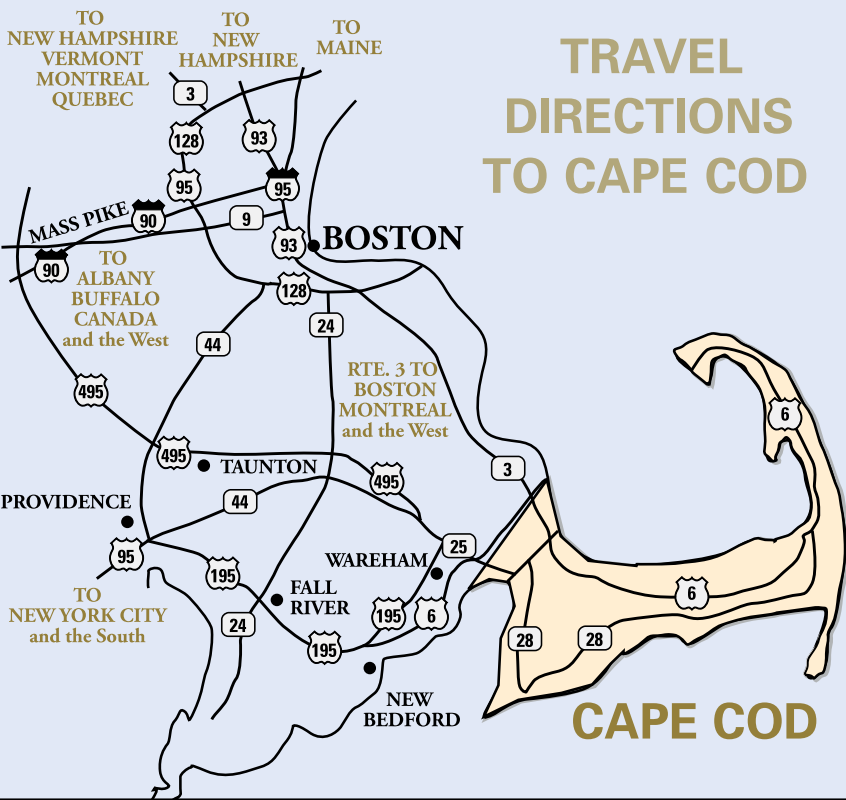 TO
NEW HAMPSHIRE
VERMONT
MONTREAL
QUEBEC
TO
NEW
HAMPSHIRE
TO
MAINE
TRAVEL
DIRECTIONS
TO CAPE COD
3
128
93
95
95
MASS PIKE
90
9
93
BOSTON
90
TO
ALBANY
BUFFALO
CANADA
and the West
128
24
44
RTE. 3 TO
BOSTON
MONTREAL
and the West
495
6
495
TAUNTON
495
3
PROVIDENCE
44
95
25
WAREHAM
195
FALL
RIVER
TO
NEW YORK CITY
and the South
24
195
6
6
195
28
28
NEW
BEDFORD
CAPE COD